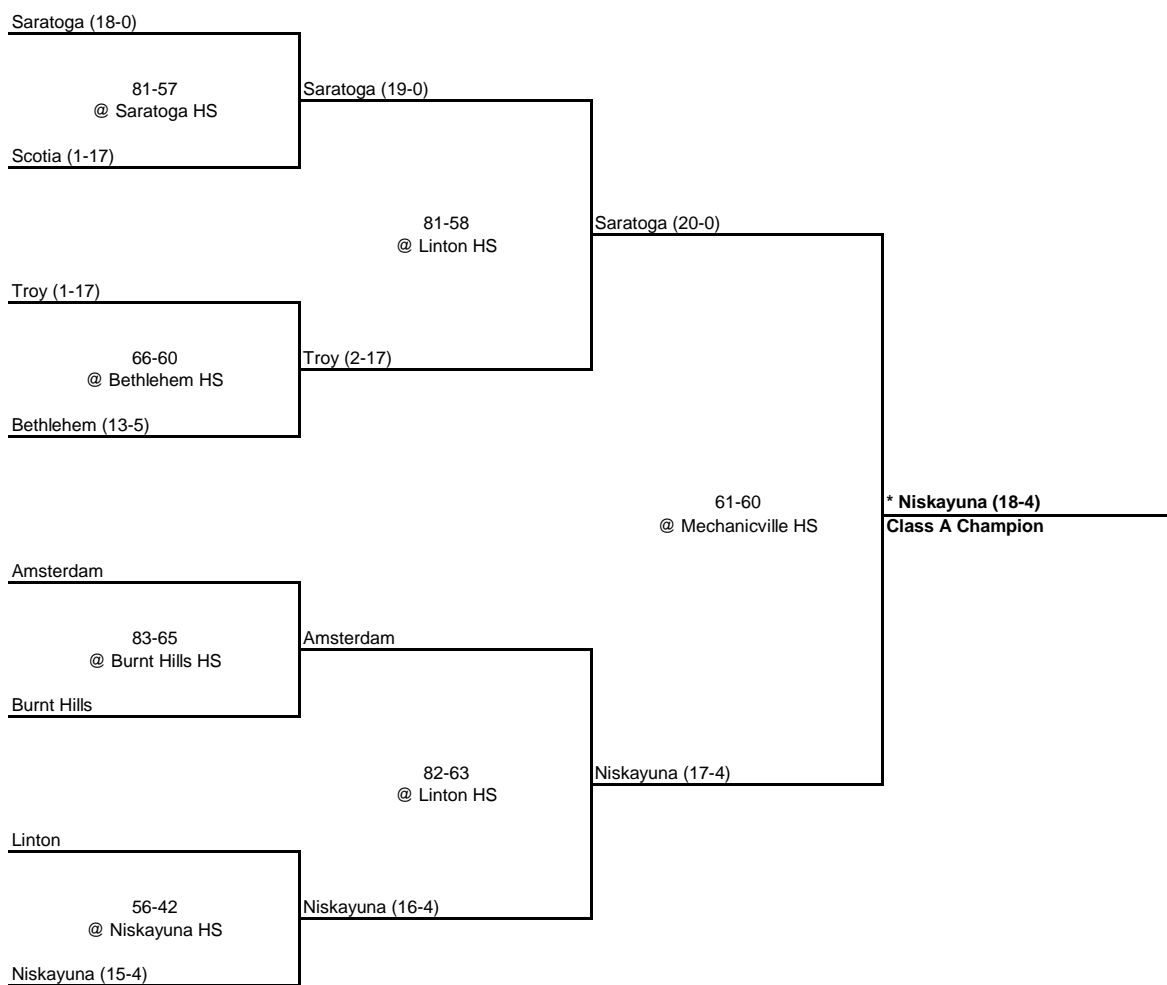 Saratoga (18-0)
81-57
@ Saratoga HS
Saratoga (19-0)
Scotia (1-17)
81-58
@ Linton HS
Saratoga (20-0)
Troy (1-17)
66-60
@ Bethlehem HS
Troy (2-17)
Bethlehem (13-5)
61-60
@ Mechanicville HS
* Niskayuna (18-4)
Class A Champion
Amsterdam
83-65
@ Burnt Hills HS
Amsterdam
Burnt Hills
82-63
@ Linton HS
Niskayuna (17-4)
Linton
56-42
@ Niskayuna HS
Niskayuna (16-4)
Niskayuna (15-4)